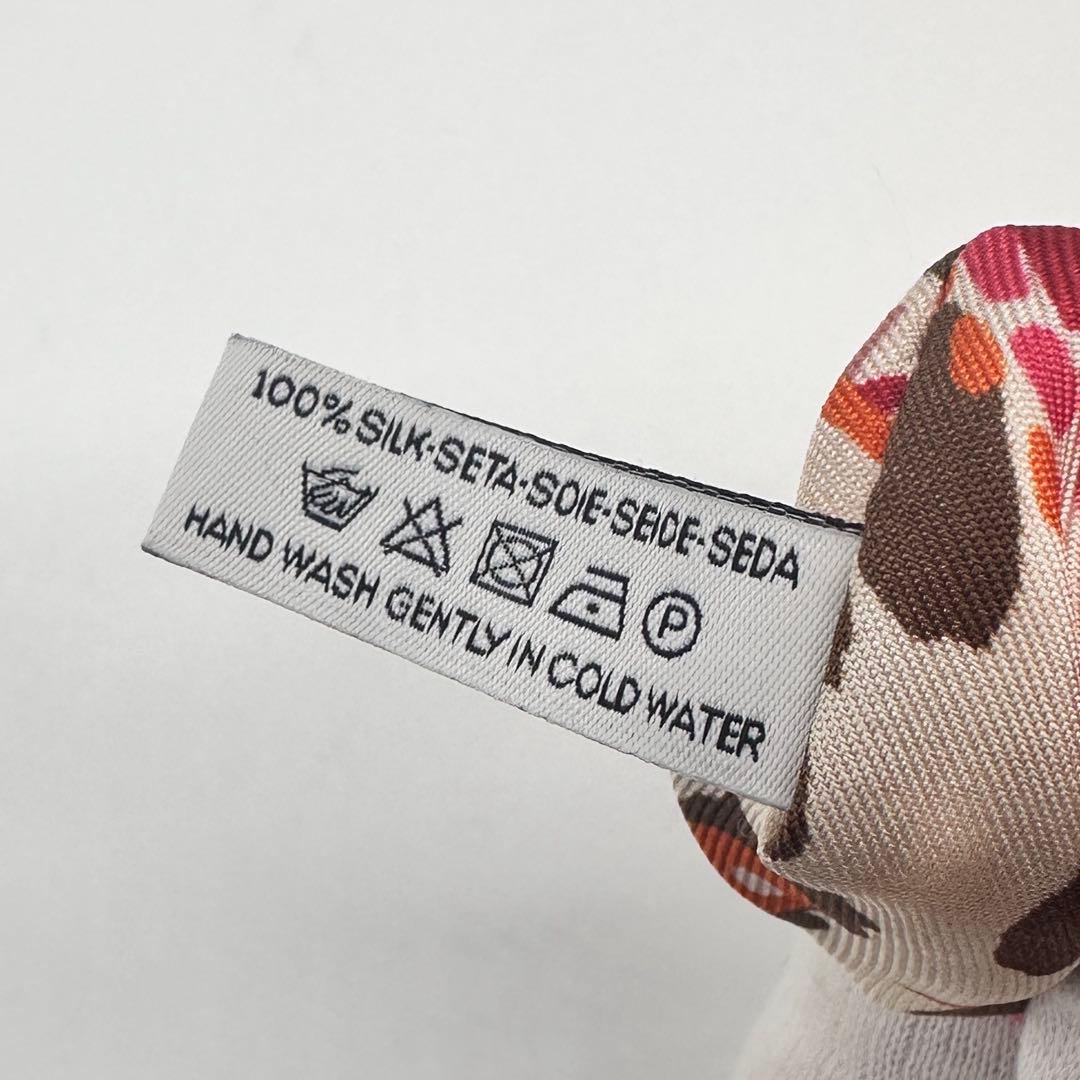 100% SILK-SETA-SOIE-SEIDE-SEDA
P
HAND WASH GENTLY IN COLD WATER